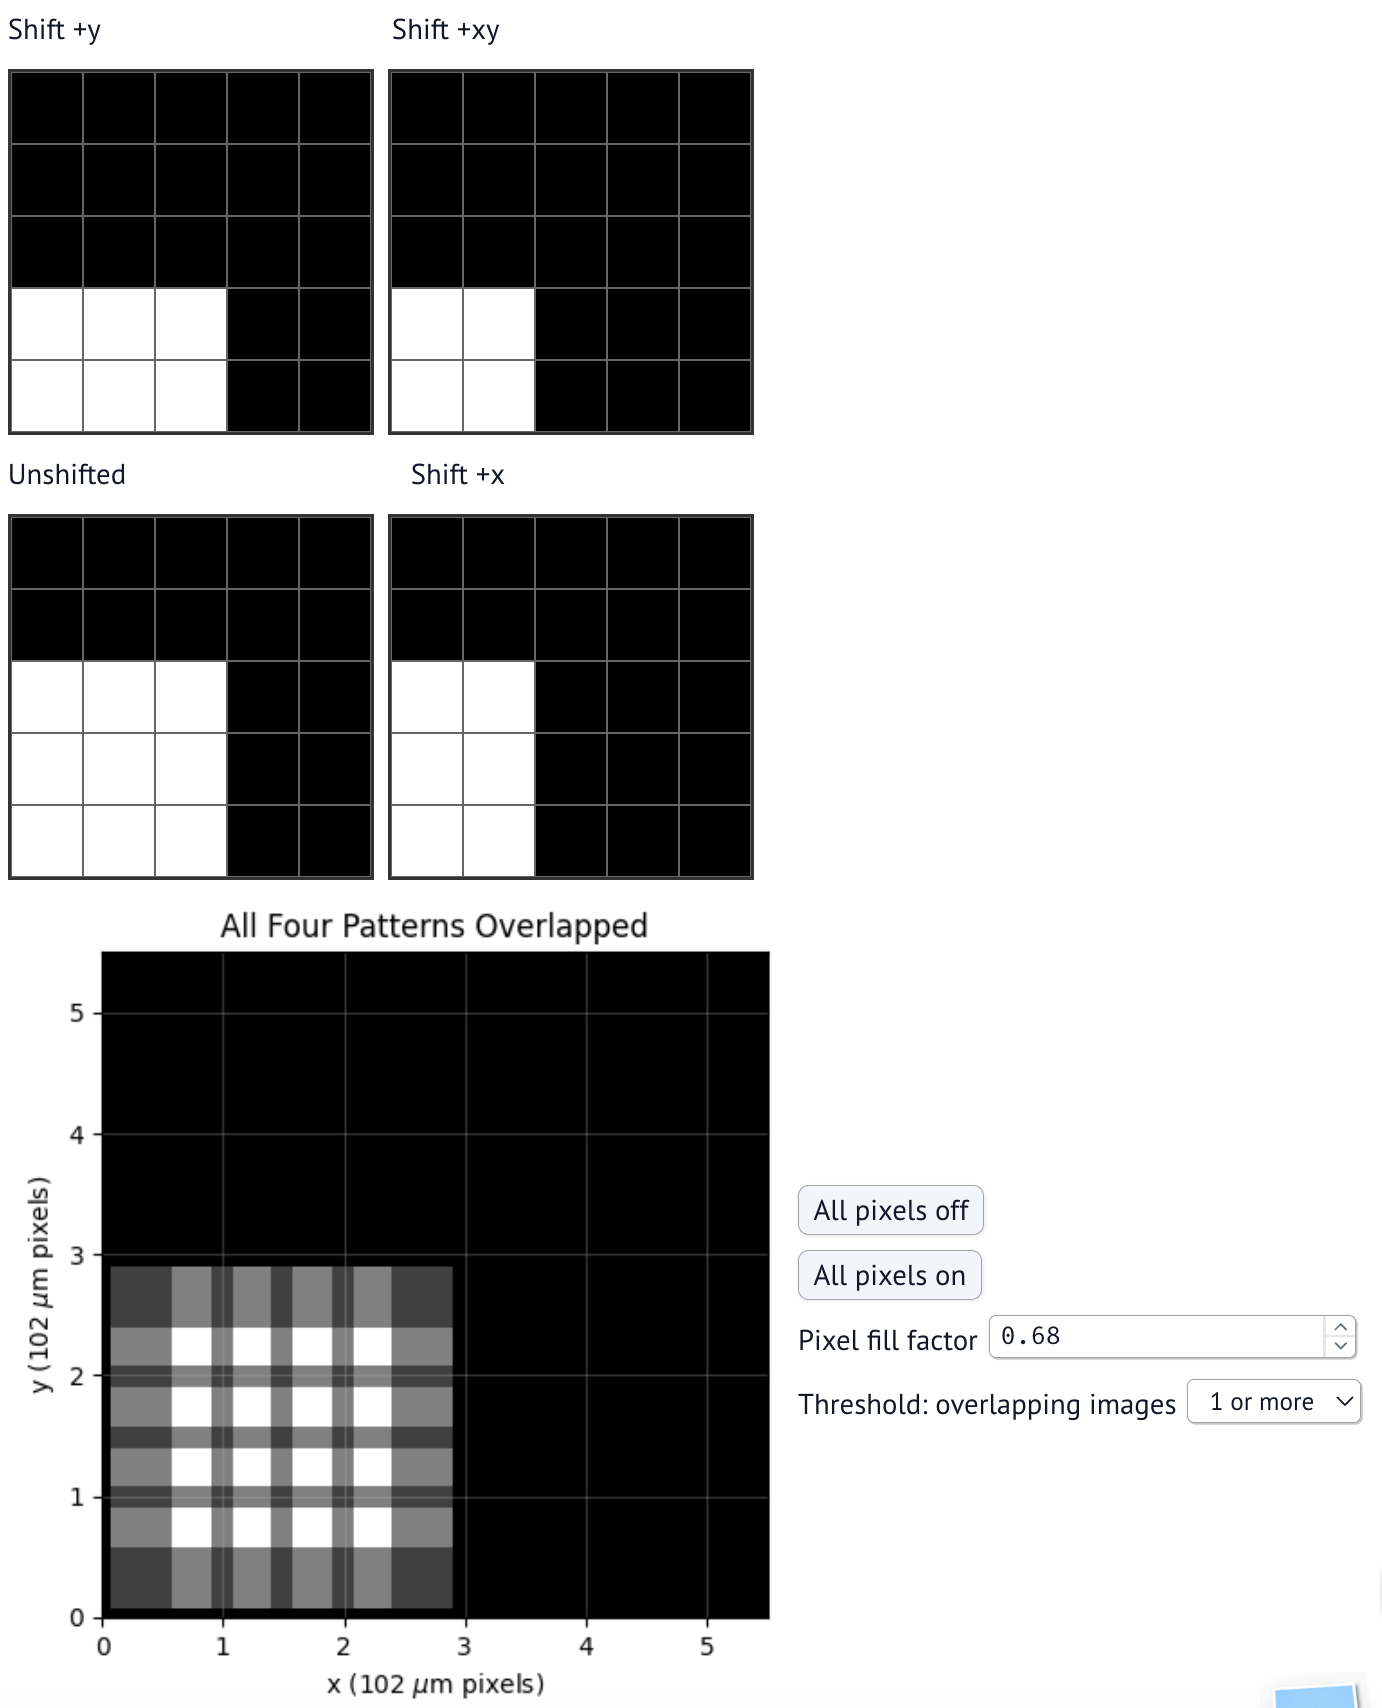 Shift +y
Shift +xy
Unshifted
Shift +x
All Four Patterns Overlapped
5
4
3
2
1
0
y (102 μm pixels)
0 1 2 3 4 5
x (102 μm pixels)
All pixels off
All pixels on
Pixel fill factor 0.68
Threshold: overlapping images 1 or more